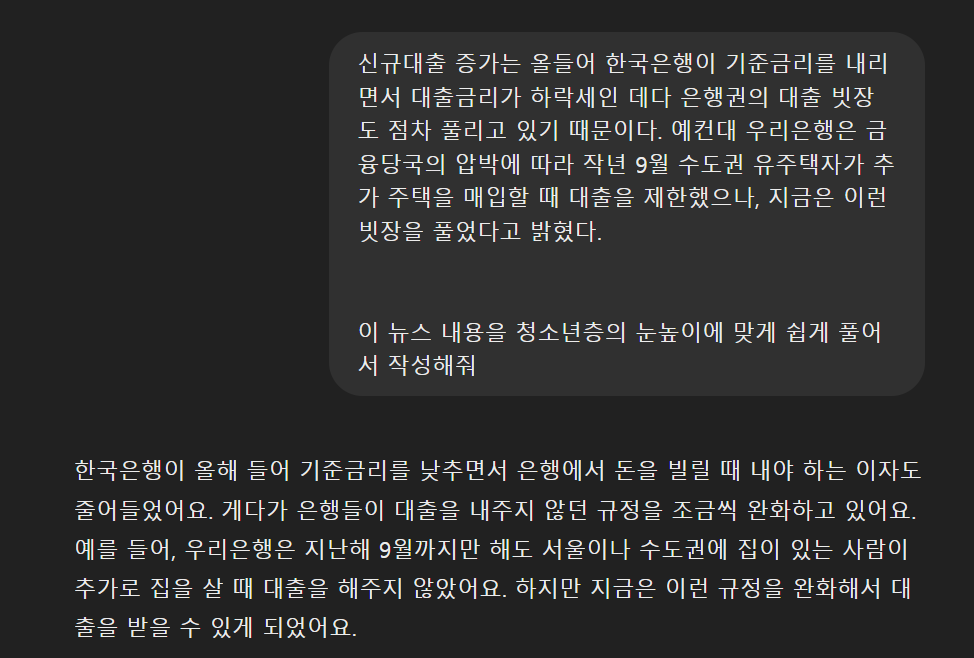 신규대출 증가는 올들어 한국은행이 기준금리를 내리
면서 대출금리가 하락세인 데다 은행권의 대출 빗장
도 점차 풀리고 있기 때문이다. 예컨대 우리은행은 금
융당국의 압박에 따라 작년 9월 수도권 유주택자가 추
가 주택을 매입할 때 대출을 제한했으나, 지금은 이런
빗장을 풀었다고 밝혔다.
이 뉴스 내용을 청소년층의 눈높이에 맞게 쉽게 풀어
서 작성해줘
한국은행이 올해 들어 기준금리를 낮추면서 은행에서 돈을 빌릴 때 내야 하는 이자도
줄어들었어요. 게다가 은행들이 대출을 내주지 않던 규정을 조금씩 완화하고 있어요.
예를 들어, 우리은행은 지난해 9월까지만 해도 서울이나 수도권에 집이 있는 사람이
추가로 집을 살 때 대출을 해주지 않았어요. 하지만 지금은 이런 규정을 완화해서 대
출을 받을 수 있게 되었어요.